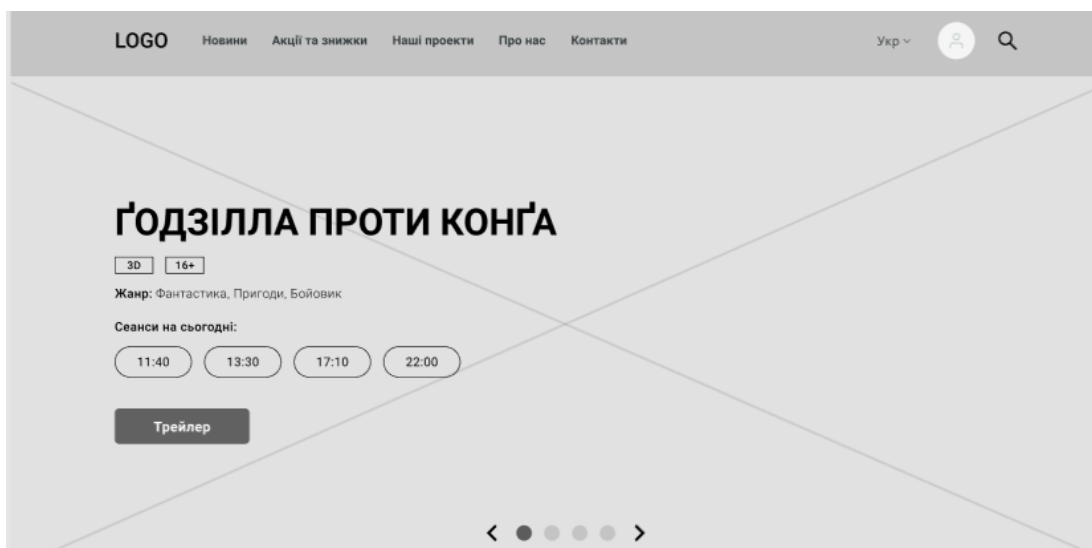 LOGO Новини Акції та знижки Наші проекти Про нас Контакти Укр
ҐОДЗІЛЛА ПРОТИ КОНҐА
3D 16+
Жанр: Фантастика, Пригоди, Бойовик
Сеанси на сьогодні:
11:40 13:30 17:10 22:00
Трейлер